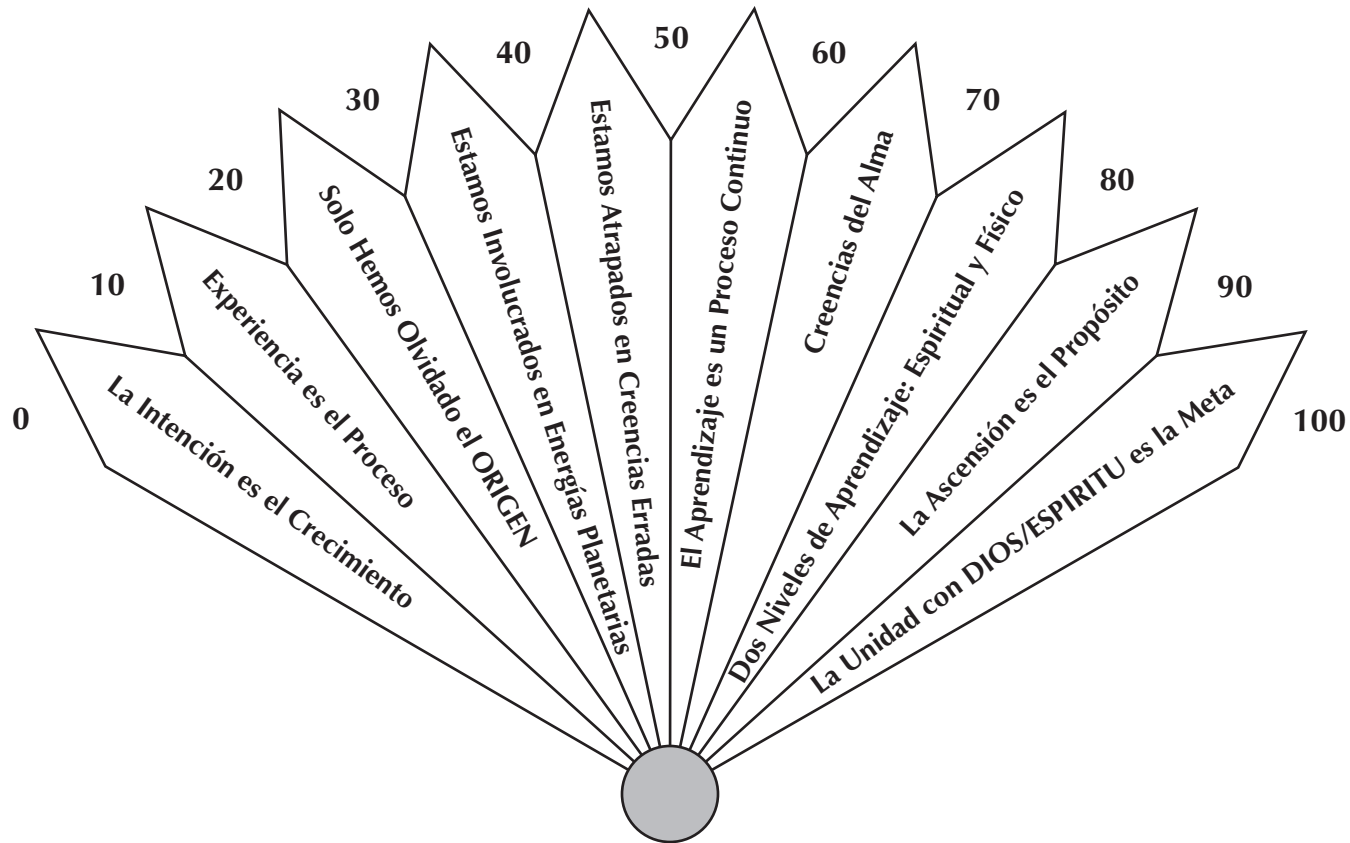 0
La Intención es el Crecimiento
10
Experiencia es el Proceso
20
Solo Hemos Olvidado el ORIGEN
30
Estamos Involucrados en Energías Planetarias
40
Estamos Atrapados en Creencias Erradas
50
El Aprendizaje es un Proceso Continuo
60
Creencias del Alma
70
Dos Niveles de Aprendizaje: Espiritual y Físico
80
La Ascensión es el Propósito
90
La Unidad con DIOS/ESPIRITU es la Meta
100